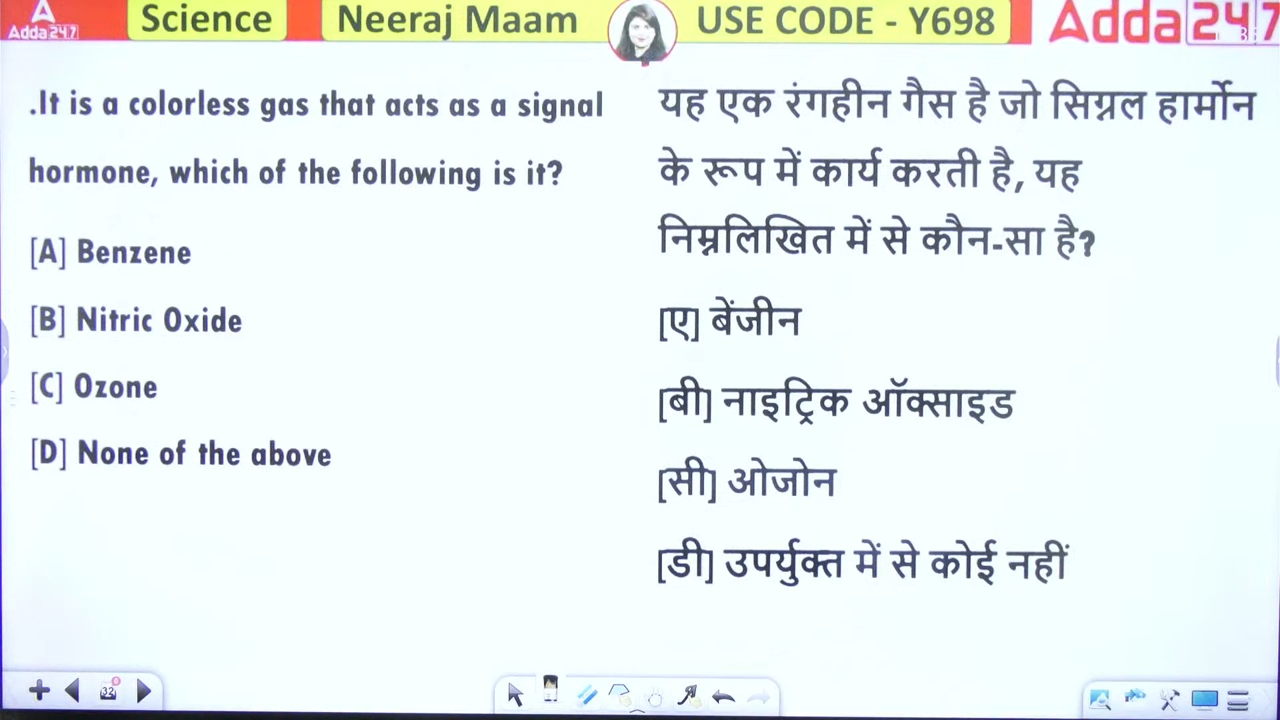 Adda247
Science
Neeraj Maam
USE CODE - Y698
Adda247
.It is a colorless gas that acts as a signal
hormone, which of the following is it?
[A] Benzene
[B] Nitric Oxide
[C] Ozone
[D] None of the above
यह एक रंगहीन गैस है जो सिग्नल हार्मोन
के रूप में कार्य करती है, यह
निम्नलिखित में से कौन-सा है?
[ए] बेंजीन
[बी] नाइट्रिक ऑक्साइड
[सी] ओजोन
[डी] उपर्युक्त में से कोई नहीं
32